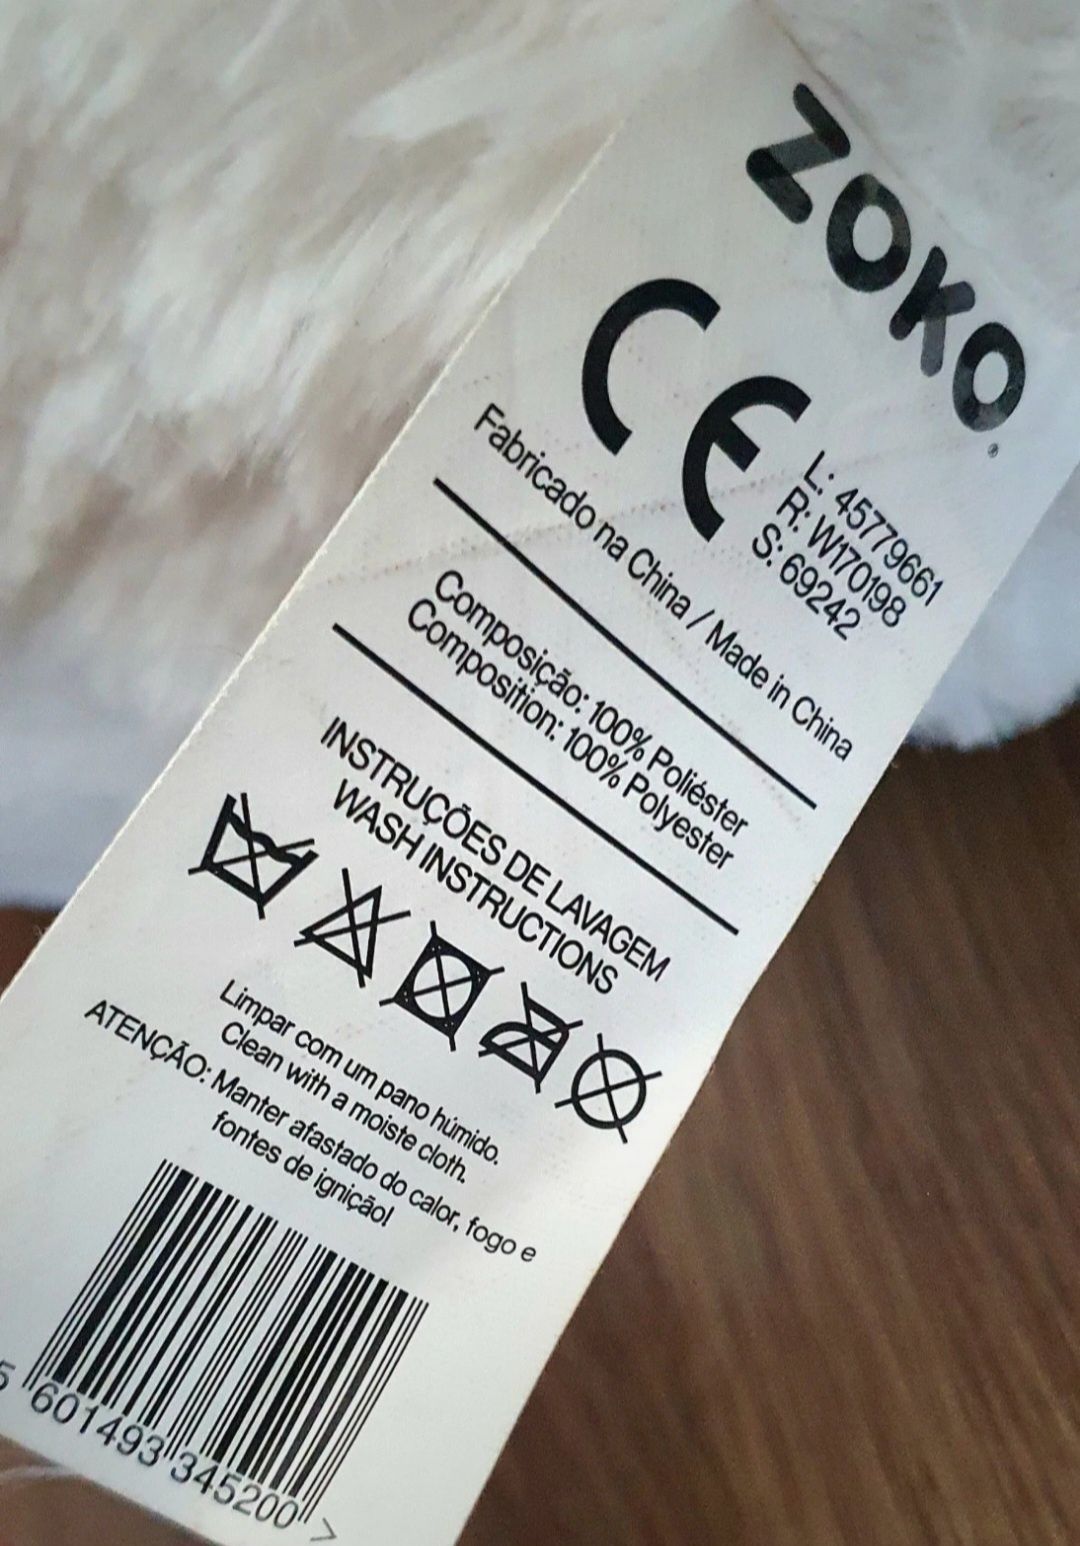 ZOKO®
CE
L: 45779661
R: W170198
S: 69242
Fabricado na China / Made in China
Composição: 100% Poliéster
Composition: 100% Polyester
INSTRUÇÕES DE LAVAGEM
WASH INSTRUCTIONS
Limpar com um pano húmido.
Clean with a moiste cloth.
ATENÇÃO: Manter afastado do calor, fogo e
fontes de ignição!
5 601493 345200 >